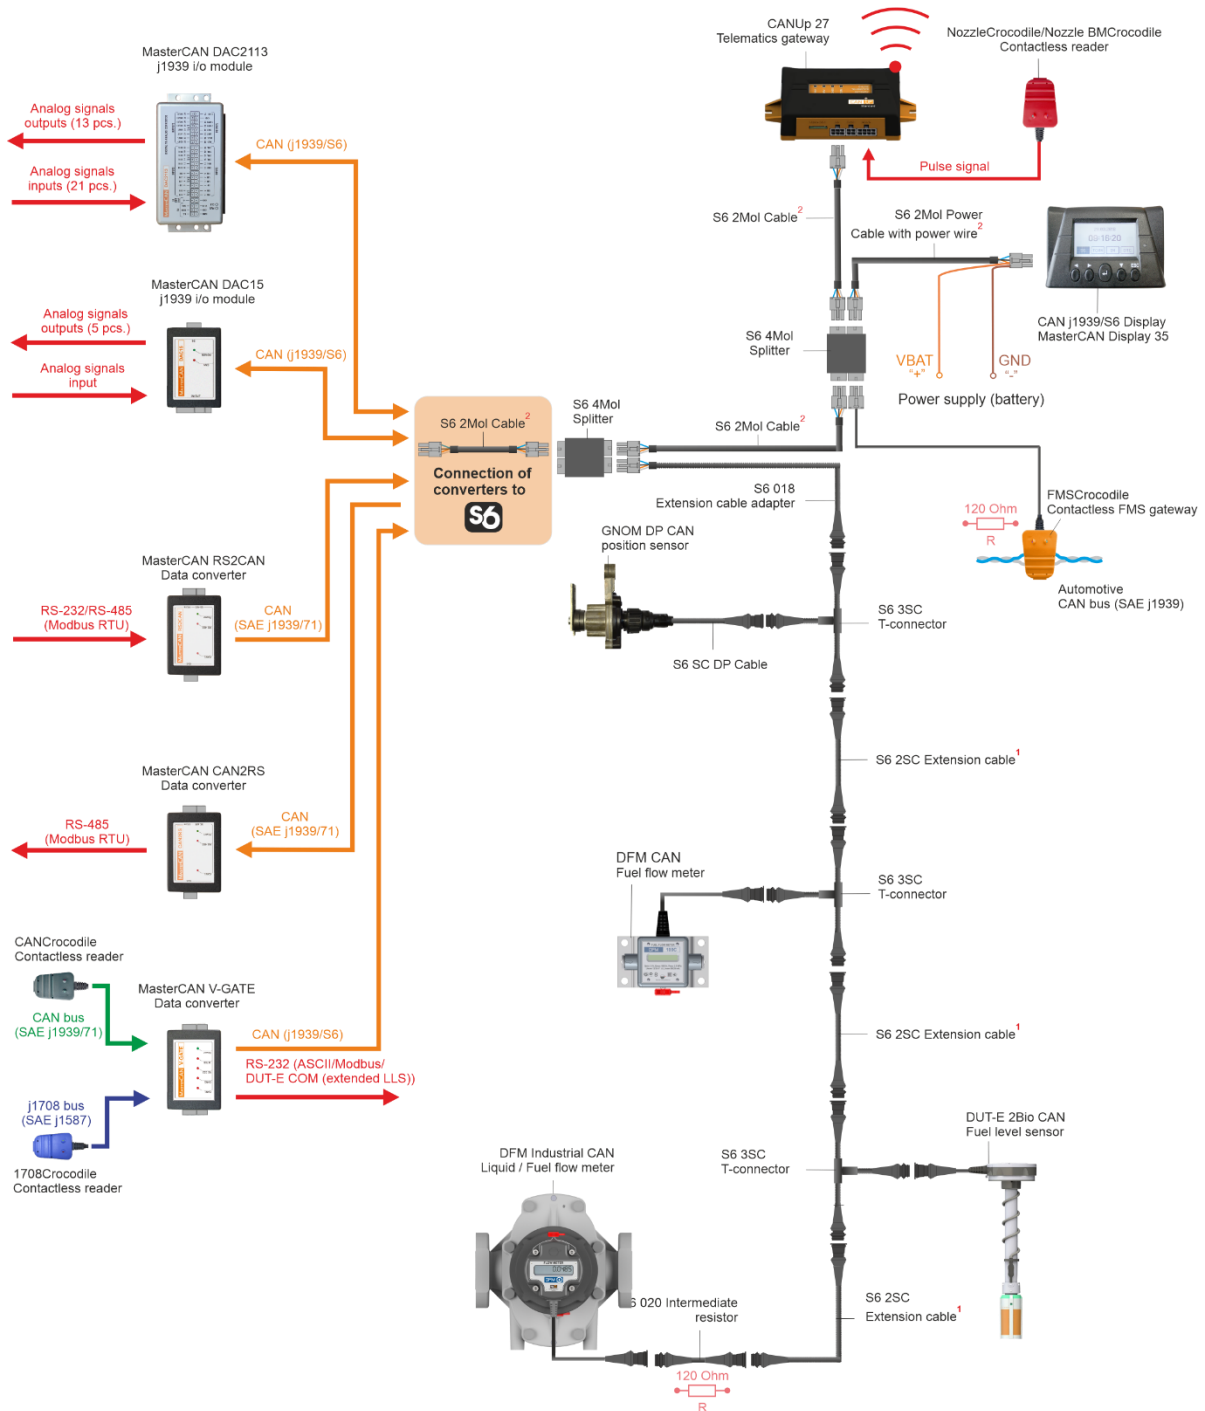 CANUp 27
Telematics gateway
NozzleCrocodile/Nozzle BMCrocodile
Contactless reader
MasterCAN DAC2113
j1939 i/o module
Analog signals
outputs (13 pcs.)
CAN (j1939/S6)
Analog signals
inputs (21 pcs.)
Pulse signal
S6 2Mol Cable2
S6 2Mol Power
Cable with power wire2
MasterCAN DAC15
j1939 i/o module
Analog signals
outputs (5 pcs.)
CAN (j1939/S6)
Analog signals
input
CAN j1939/S6 Display
MasterCAN Display 35
S6 4Mol
Splitter
VBAT
"+"
GND
"-"
Power supply (battery)
S6 2Mol Cable2
S6 4Mol
Splitter
S6 2Mol Cable2
Connection of
converters to
S6
S6 018
Extension cable adapter
FMSCrocodile
Contactless FMS gateway
120 Ohm
R
Automotive
CAN bus (SAE j1939)
GNOM DP CAN
position sensor
MasterCAN RS2CAN
Data converter
RS-232/RS-485
(Modbus RTU)
CAN
(SAE j1939/71)
S6 3SC
T-connector
S6 SC DP Cable
S6 2SC Extension cable1
MasterCAN CAN2RS
Data converter
RS-485
(Modbus RTU)
CAN
(SAE j1939/71)
DFM CAN
Fuel flow meter
S6 3SC
T-connector
CANCrocodile
Contactless reader
MasterCAN V-GATE
Data converter
CAN bus
(SAE j1939/71)
CAN (j1939/S6)
RS-232 (ASCII/Modbus/
DUT-E COM (extended LLS))
S6 2SC Extension cable1
j1708 bus
(SAE j1587)
1708Crocodile
Contactless reader
DUT-E 2Bio CAN
Fuel level sensor
DFM Industrial CAN
Liquid / Fuel flow meter
S6 3SC
T-connector
S6 2SC
Extension cable1
020 Intermediate
resistor
120 Ohm
R